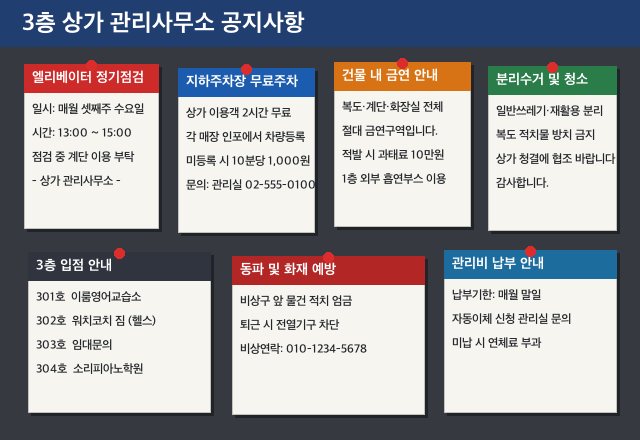 3층 상가 관리사무소 공지사항
엘리베이터 정기점검
일시: 매월 셋째주 수요일
시간: 13:00 ~ 15:00
점검 중 계단 이용 부탁
- 상가 관리사무소 -
지하주차장 무료주차
상가 이용객 2시간 무료
각 매장 인포에서 차량등록
미등록 시 10분당 1,000원
문의: 관리실 02-555-0100
건물 내 금연 안내
복도·계단·화장실 전체
절대 금연구역입니다.
적발 시 과태료 10만원
1층 외부 흡연부스 이용
분리수거 및 청소
일반쓰레기·재활용 분리
복도 적치물 방치 금지
상가 청결에 협조 바랍니다
감사합니다.
3층 입점 안내
301호 이룸영어교습소
302호 워치코치 짐 (헬스)
303호 임대문의
304호 소리피아노학원
동파 및 화재 예방
비상구 앞 물건 적치 엄금
퇴근 시 전열기구 차단
비상연락: 010-1234-5678
관리비 납부 안내
납부기한: 매월 말일
자동이체 신청 관리실 문의
미납 시 연체료 부과